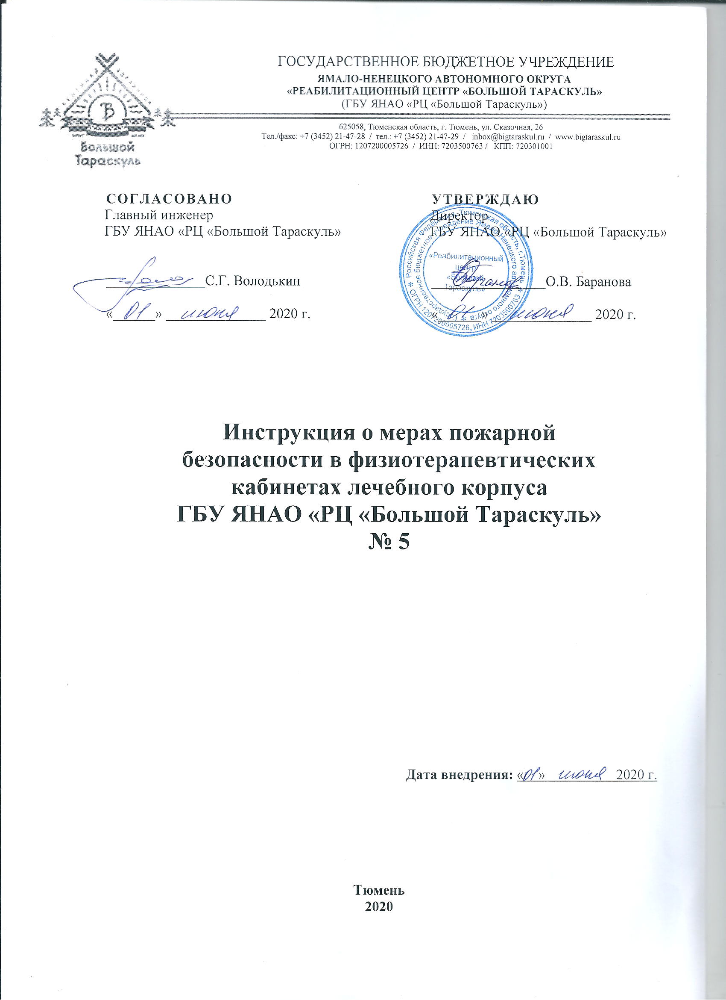 СЕМЕЙНАЯ ЗДРАВНИЦА
Большой
Тараскуль
ГОСУДАРСТВЕННОЕ БЮДЖЕТНОЕ УЧРЕЖДЕНИЕ
ЯМАЛО-НЕНЕЦКОГО АВТОНОМНОГО ОКРУГА
«РЕАБИЛИТАЦИОННЫЙ ЦЕНТР «БОЛЬШОЙ ТАРАСКУЛЬ»
(ГБУ ЯНАО «РЦ «Большой Тараскуль»)
625058, Тюменская область, г. Тюмень, ул. Сказочная, 26
Тел./факс: +7 (3452) 21-47-28 / тел.: +7 (3452) 21-47-29 / inbox@bigtaraskul.ru / www.bigtaraskul.ru
ОГРН: 1207200005726 / ИНН: 7203500763 / КПП: 720301001
СОГЛАСОВАНО
Главный инженер
ГБУ ЯНАО «РЦ «Большой Тараскуль»
С.Г. Володькин
«01» июня 2020 г.
УТВЕРЖДАЮ
Директор
ГБУ ЯНАО «РЦ «Большой Тараскуль»
О.В. Баранова
«01» июня 2020 г.
Российская Федерация, Тюменская область, г.Тюмень * ОГРН 1207200005726, ИНН 7203500763 *
Государственное бюджетное учреждение Ямало-Ненецкого автономного округа *
«Реабилитационный
центр
«Большой
Тараскуль»
Инструкция о мерах пожарной
безопасности в физиотерапевтических
кабинетах лечебного корпуса
ГБУ ЯНАО «РЦ «Большой Тараскуль»
№ 5
Дата внедрения: «01» июня 2020 г.
Тюмень
2020